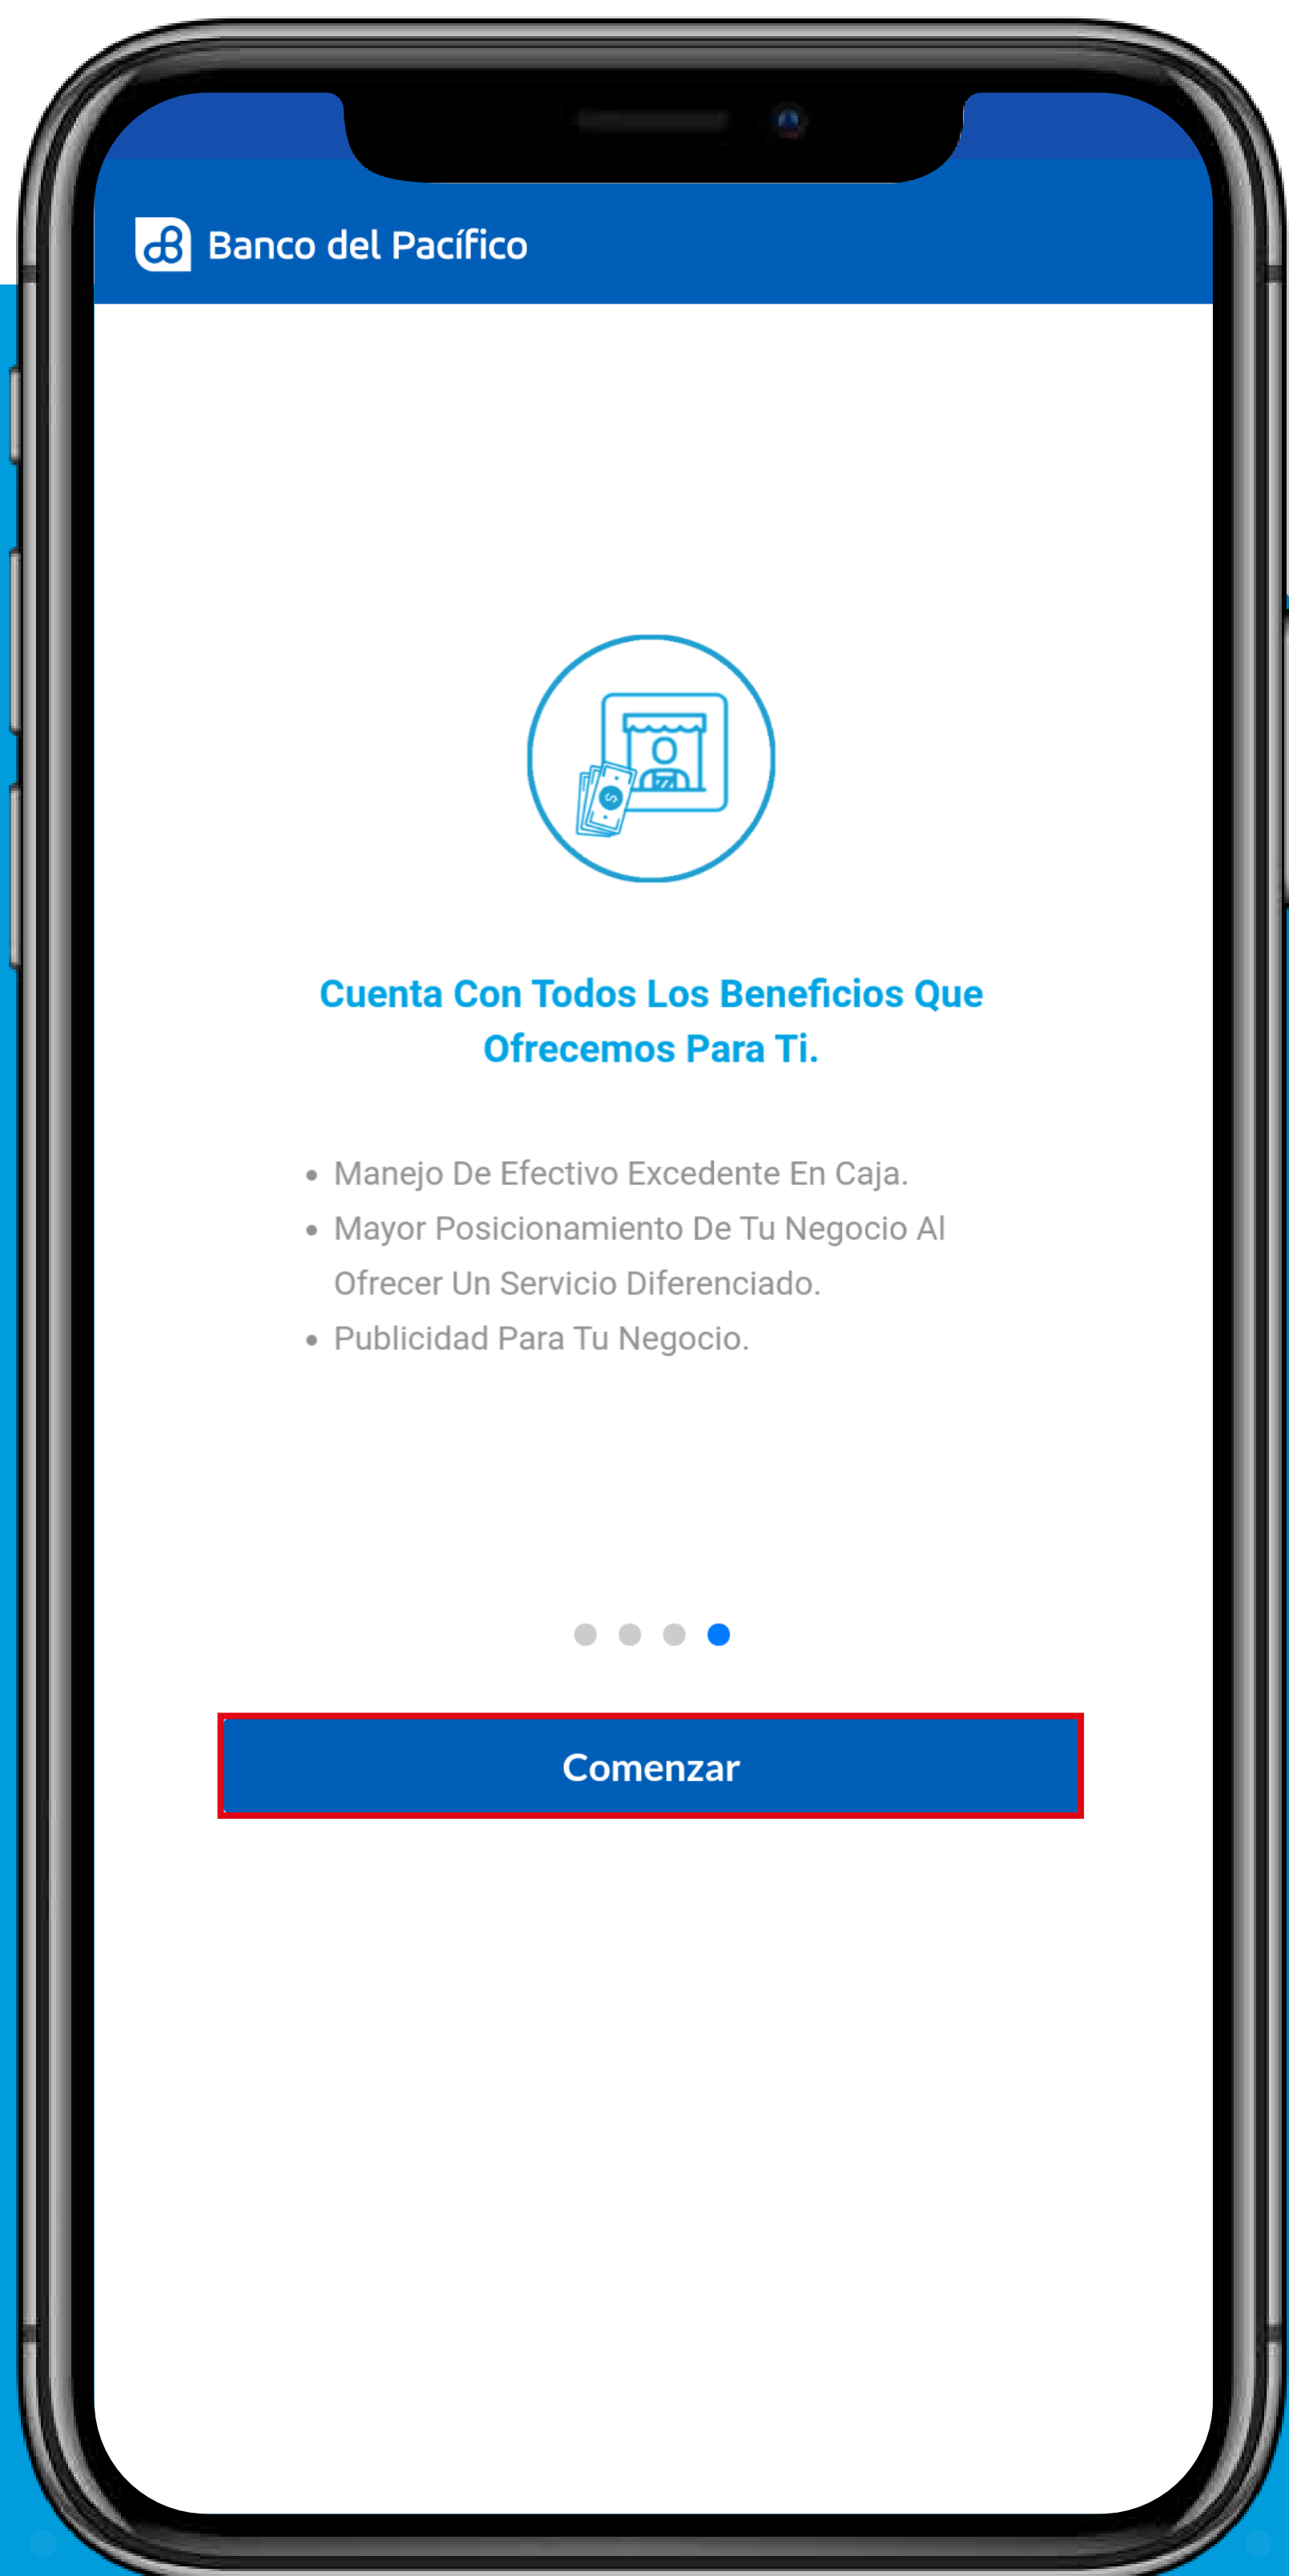 Banco del Pacífico
Cuenta Con Todos Los Beneficios Que
Ofrecemos Para Ti.
• Manejo De Efectivo Excedente En Caja.
• Mayor Posicionamiento De Tu Negocio Al
Ofrecer Un Servicio Diferenciado.
• Publicidad Para Tu Negocio.
Comenzar